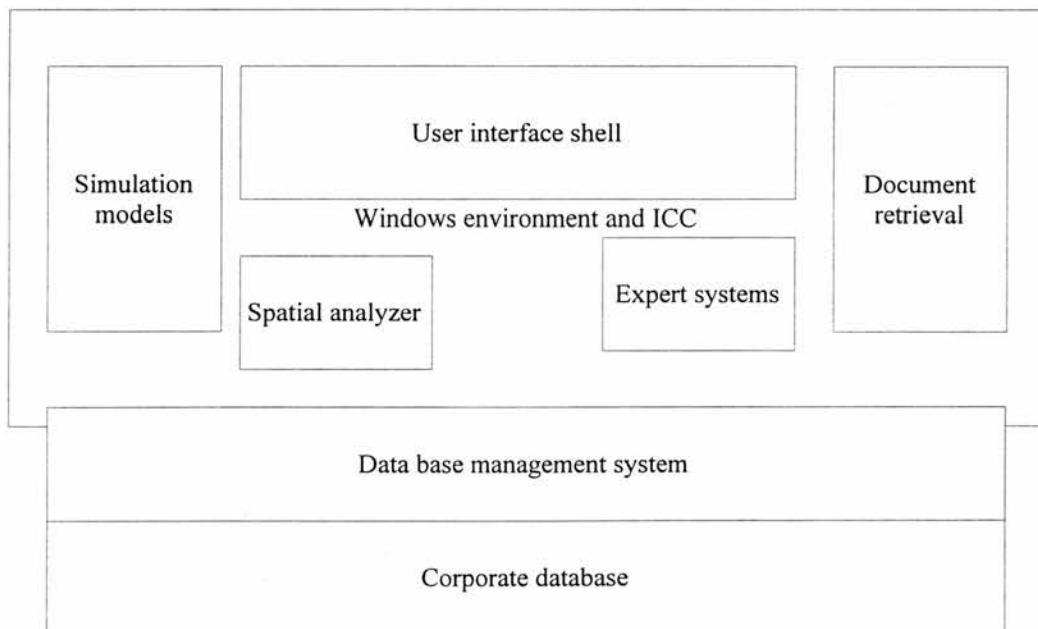 User interface shell
Simulation
models
Document
retrieval
Windows environment and ICC
Spatial analyzer
Expert systems
Data base management system
Corporate database